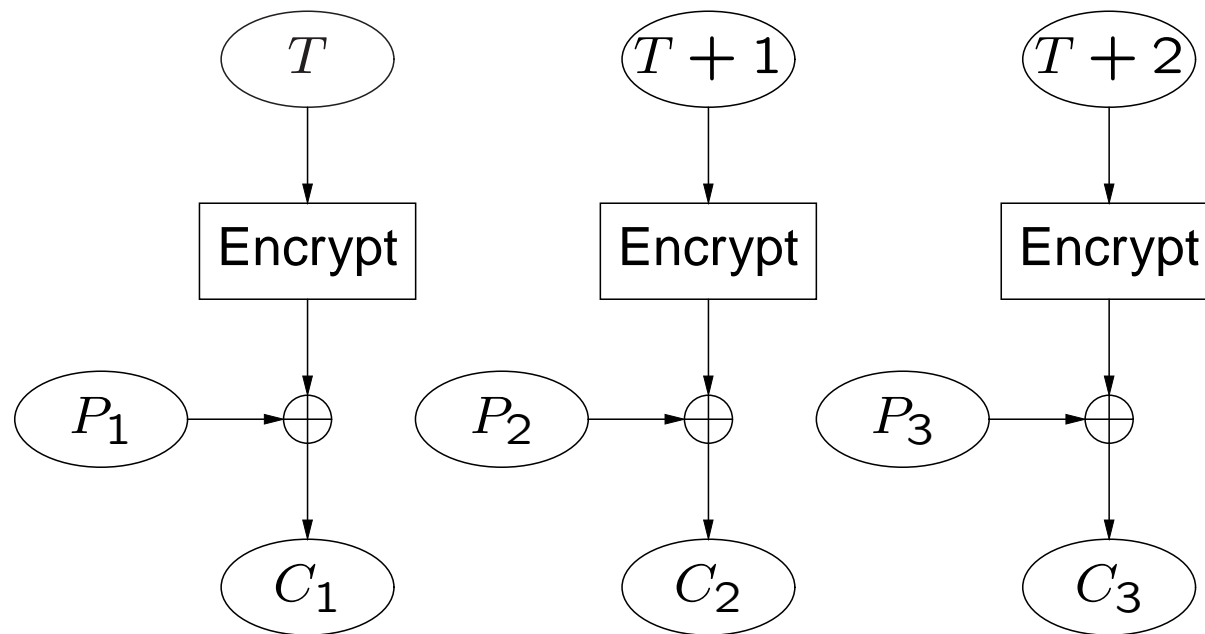 T T + 1 T + 2
Encrypt Encrypt Encrypt
P₁ P₂ P₃
C₁ C₂ C₃